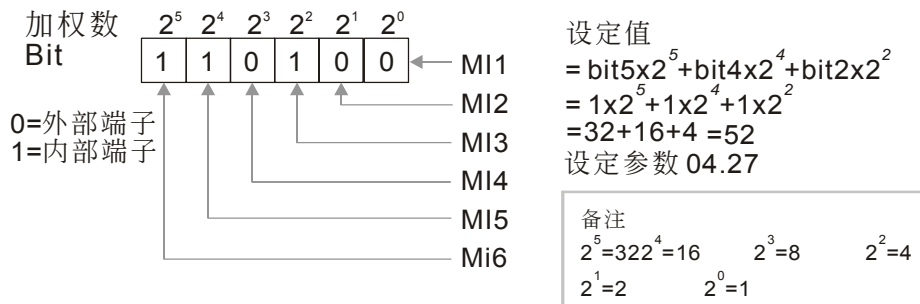 加权数 2⁵ 2⁴ 2³ 2² 2¹ 2⁰
Bit 1 1 0 1 0 0
MI1
MI2
MI3
MI4
MI5
Mi6
0=外部端子
1=内部端子
设定值
= bit5x2⁵+bit4x2⁴+bit2x2²
= 1x2⁵+1x2⁴+1x2²
=32+16+4 =52
设定参数 04.27
备注
2⁵=322⁴=16 2³=8 2²=4
2¹=2 2⁰=1